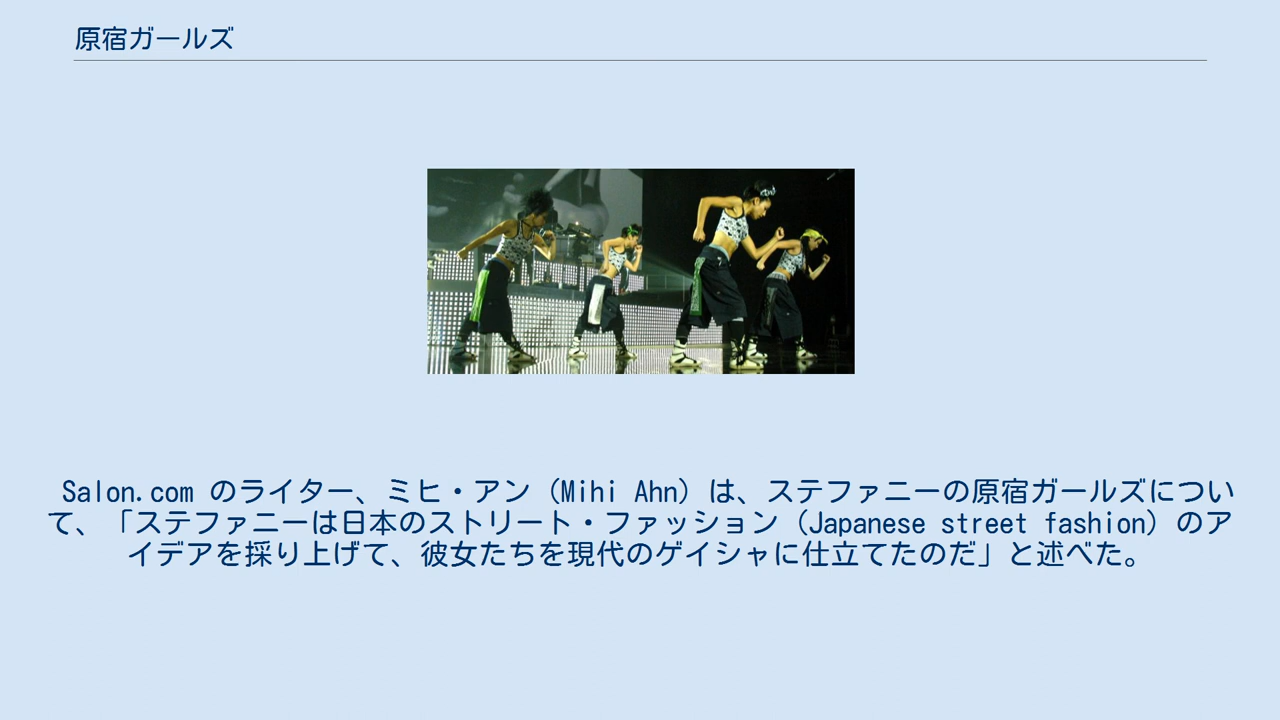 原宿ガールズ
Salon.com のライター、ミヒ・アン（Mihi Ahn）は、ステファニーの原宿ガールズについ
て、「ステファニーは日本のストリート・ファッション（Japanese street fashion）のア
イデアを採り上げて、彼女たちを現代のゲイシャに仕立てたのだ」と述べた。